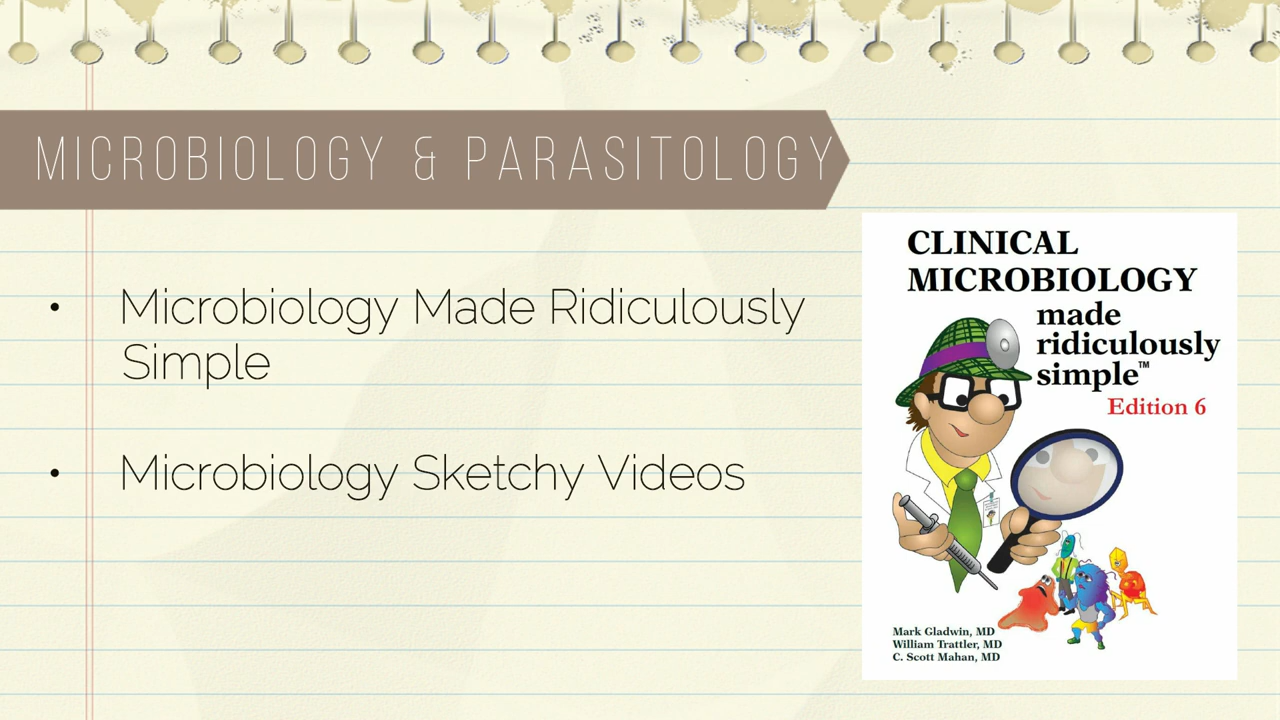 MICROBIOLOGY & PARASITOLOGY
• Microbiology Made Ridiculously
Simple
• Microbiology Sketchy Videos
CLINICAL
MICROBIOLOGY
made
ridiculously
simple™
Edition 6
Mark Gladwin, MD
William Trattler, MD
C. Scott Mahan, MD